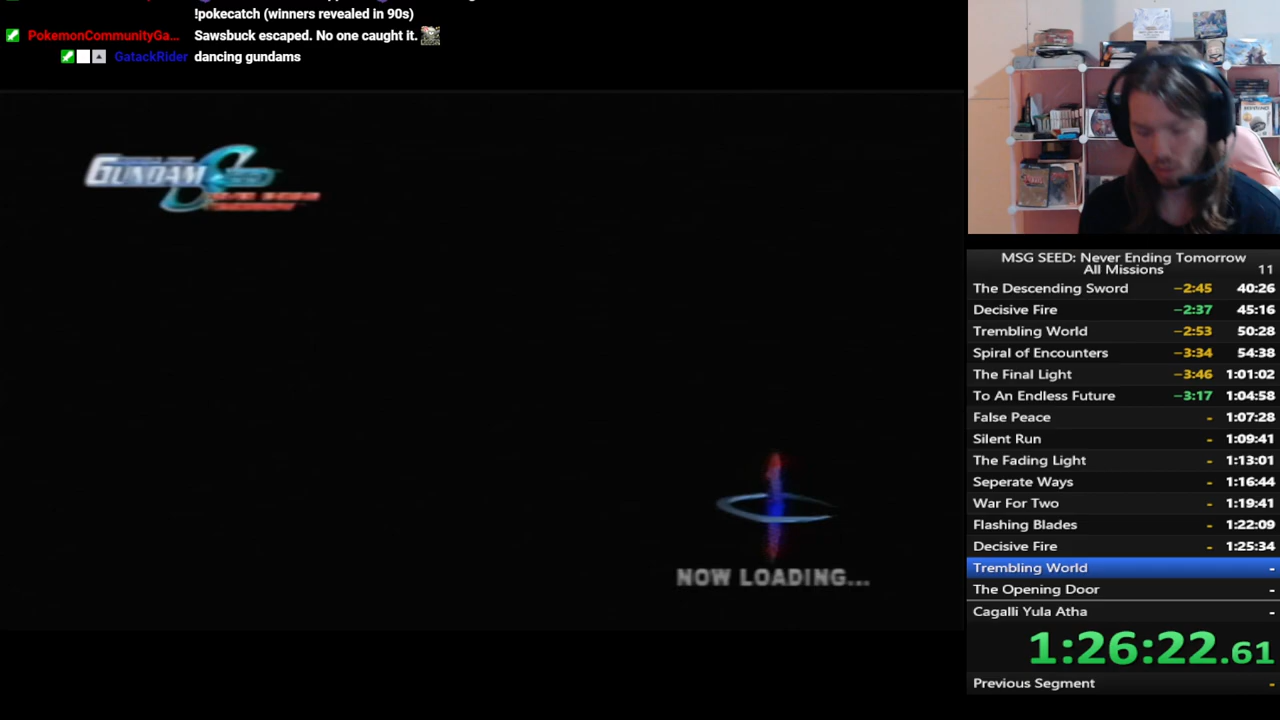 !pokecatch (winners revealed in 90s)
PokemonCommunityGa... Sawsbuck escaped. No one caught it.
GatackRider dancing gundams
GUNDAM SEED
NEVER ENDING
TOMORROW
NOW LOADING...
MSG SEED: Never Ending Tomorrow
All Missions 11
The Descending Sword −2:45 40:26
Decisive Fire −2:37 45:16
Trembling World −2:53 50:28
Spiral of Encounters −3:34 54:38
The Final Light −3:46 1:01:02
To An Endless Future −3:17 1:04:58
False Peace - 1:07:28
Silent Run - 1:09:41
The Fading Light - 1:13:01
Seperate Ways - 1:16:44
War For Two - 1:19:41
Flashing Blades - 1:22:09
Decisive Fire - 1:25:34
Trembling World -
The Opening Door -
Cagalli Yula Atha -
1:26:22.61
Previous Segment -